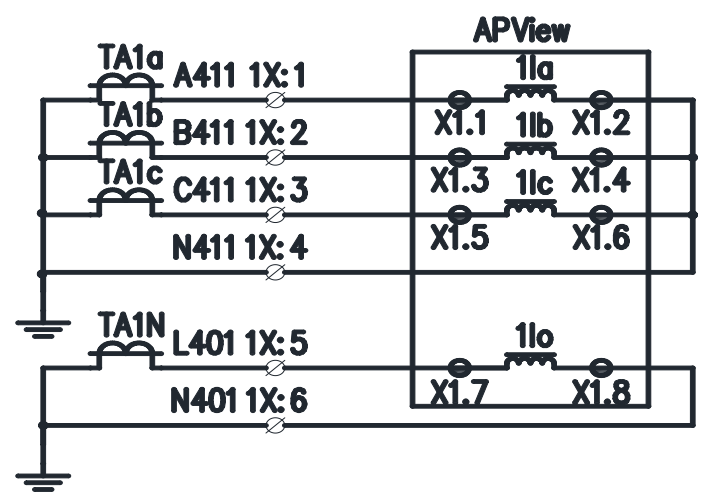 APView
TA1a A411 1X:1 1Ia
X1.1 X1.2
TA1b B411 1X:2 1Ib
X1.3 X1.4
TA1c C411 1X:3 1Ic
X1.5 X1.6
N411 1X:4
TA1N L401 1X:5 1Io
X1.7 X1.8
N401 1X:6